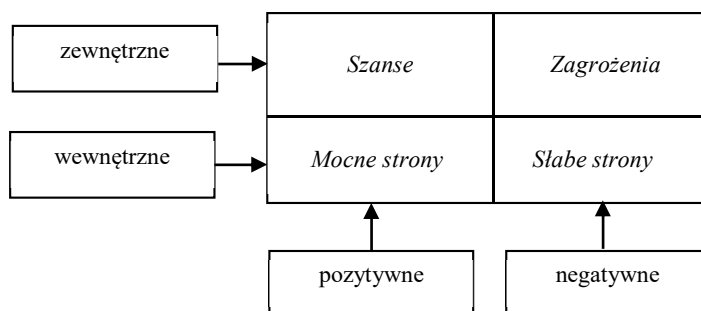 zewnętrzne
Szanse
Zagrożenia
wewnętrzne
Mocne strony
Słabe strony
pozytywne
negatywne